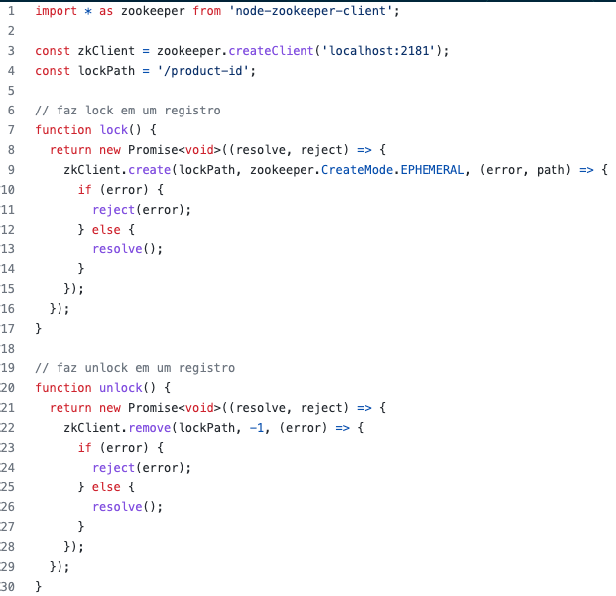 1 import * as zookeeper from 'node-zookeeper-client';
2
3 const zkClient = zookeeper.createClient('localhost:2181');
4 const lockPath = '/product-id';
5
6 // faz lock em um registro
7 function lock() {
8   return new Promise<void>((resolve, reject) => {
9     zkClient.create(lockPath, zookeeper.CreateMode.EPHEMERAL, (error, path) => {
10       if (error) {
11         reject(error);
12       } else {
13         resolve();
14       }
15     });
16   });
17 }
18
19 // faz unlock em um registro
20 function unlock() {
21   return new Promise<void>((resolve, reject) => {
22     zkClient.remove(lockPath, -1, (error) => {
23       if (error) {
24         reject(error);
25       } else {
26         resolve();
27       }
28     });
29   });
30 }